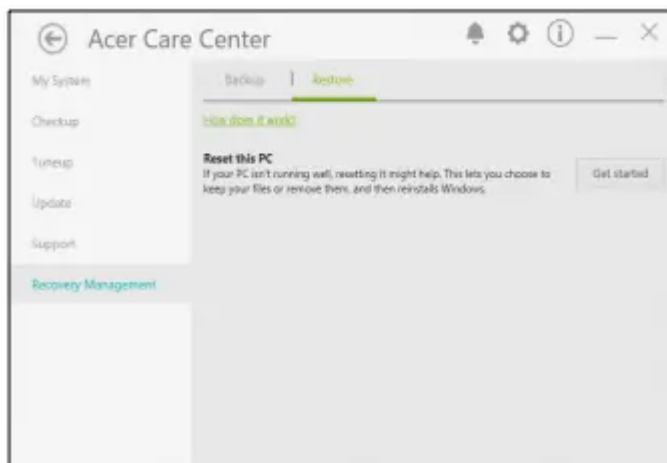 Acer Care Center
My System
Checkup
Tuneup
Update
Support
Recovery Management
Backup | Restore
How does it work?
Reset this PC
If your PC isn't running well, resetting it might help. This lets you choose to
keep your files or remove them, and then reinstalls Windows.
Get started